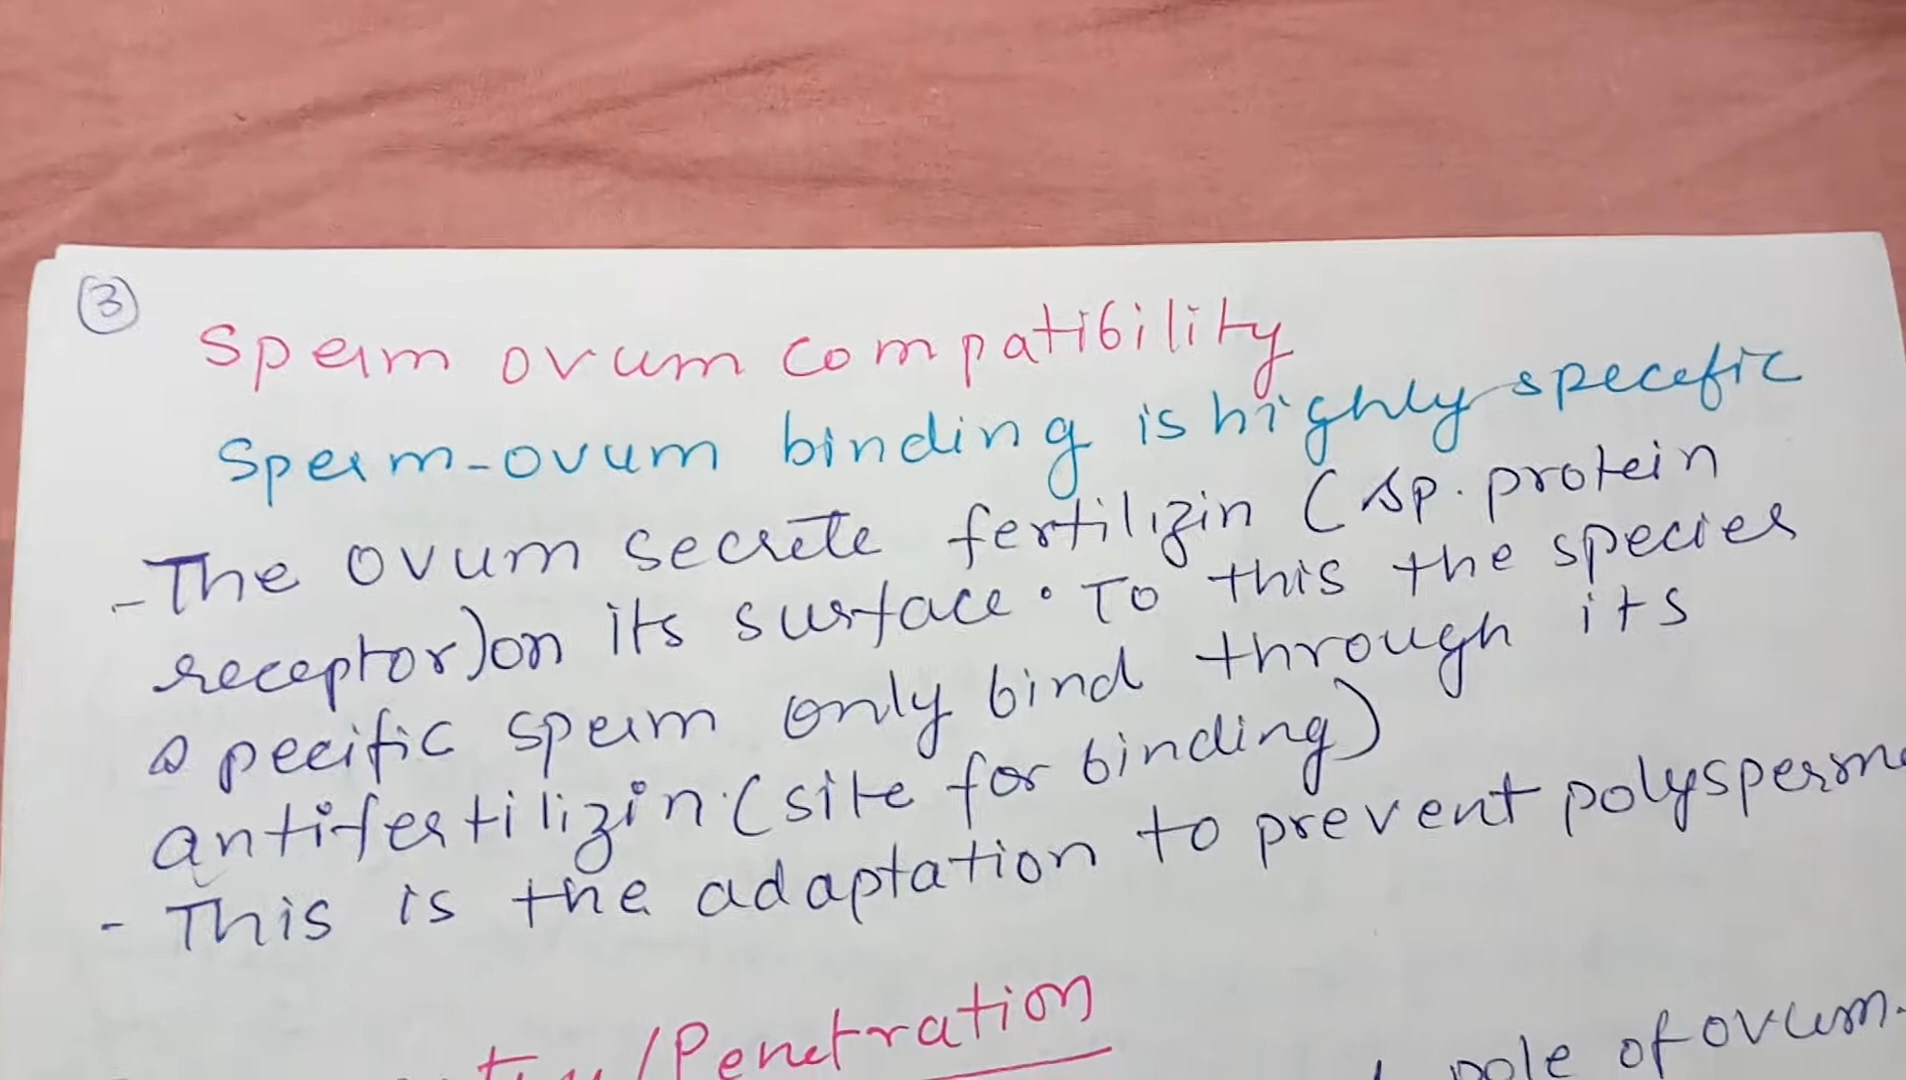 3
Sperm ovum compatibility
Sperm-ovum binding is highly specefic
- The ovum secrete fertilizin (sp. protein
receptor) on its surface. To this the species
specific sperm only bind through its
antifertilizin. (site for binding)
- This is the adaptation to prevent
/Penetration
pole of ovum.